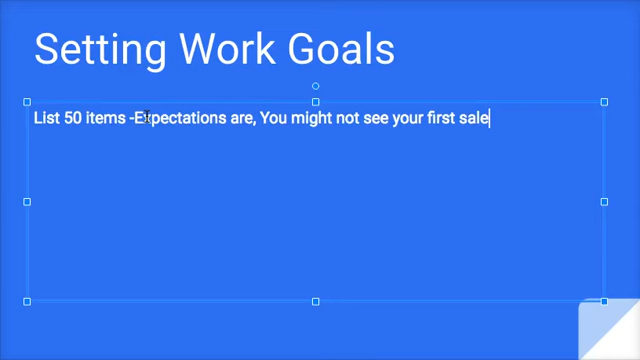 Setting Work Goals
List 50 items -Expectations are, You might not see your first sale